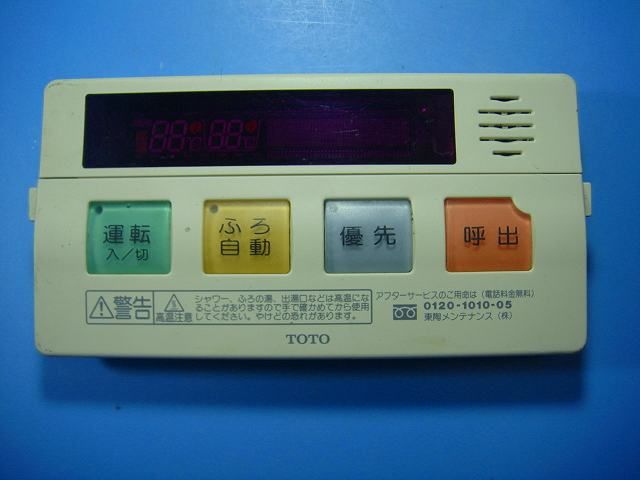 88℃ 88℃
運転
入／切
ふろ
自動
優先
呼出
警告
高温注意
シャワー、ふろの湯、出湯口などは高温にな
ることがありますので手で確かめてから使用
してください。やけどの恐れがあります。
アフターサービスのご用命は（電話料金無料）
0120-1010-05
東陶メンテナンス（株）
TOTO